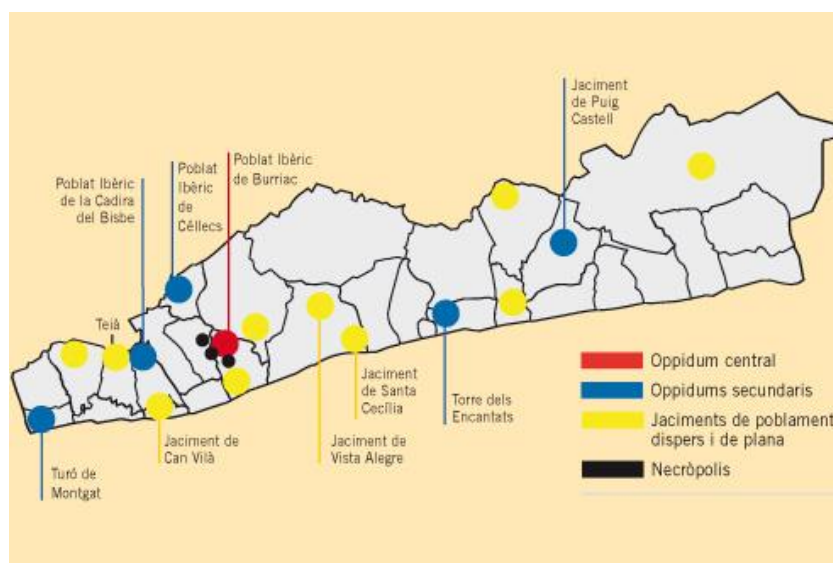 Jaciment
de Puig
Castell
Poblat Ibèric
de Burriac
Poblat
Ibèric
de
Cèllecs
Poblat Ibèric
de la Cadira
del Bisbe
Teià
Oppidum central
Oppidums secundaris
Jaciments de poblament
dispers i de plana
Necròpolis
Jaciment
de Santa
Cecília
Torre dels
Encantats
Jaciment de
Can Vilà
Jaciment de
Vista Alegre
Turó de
Montgat